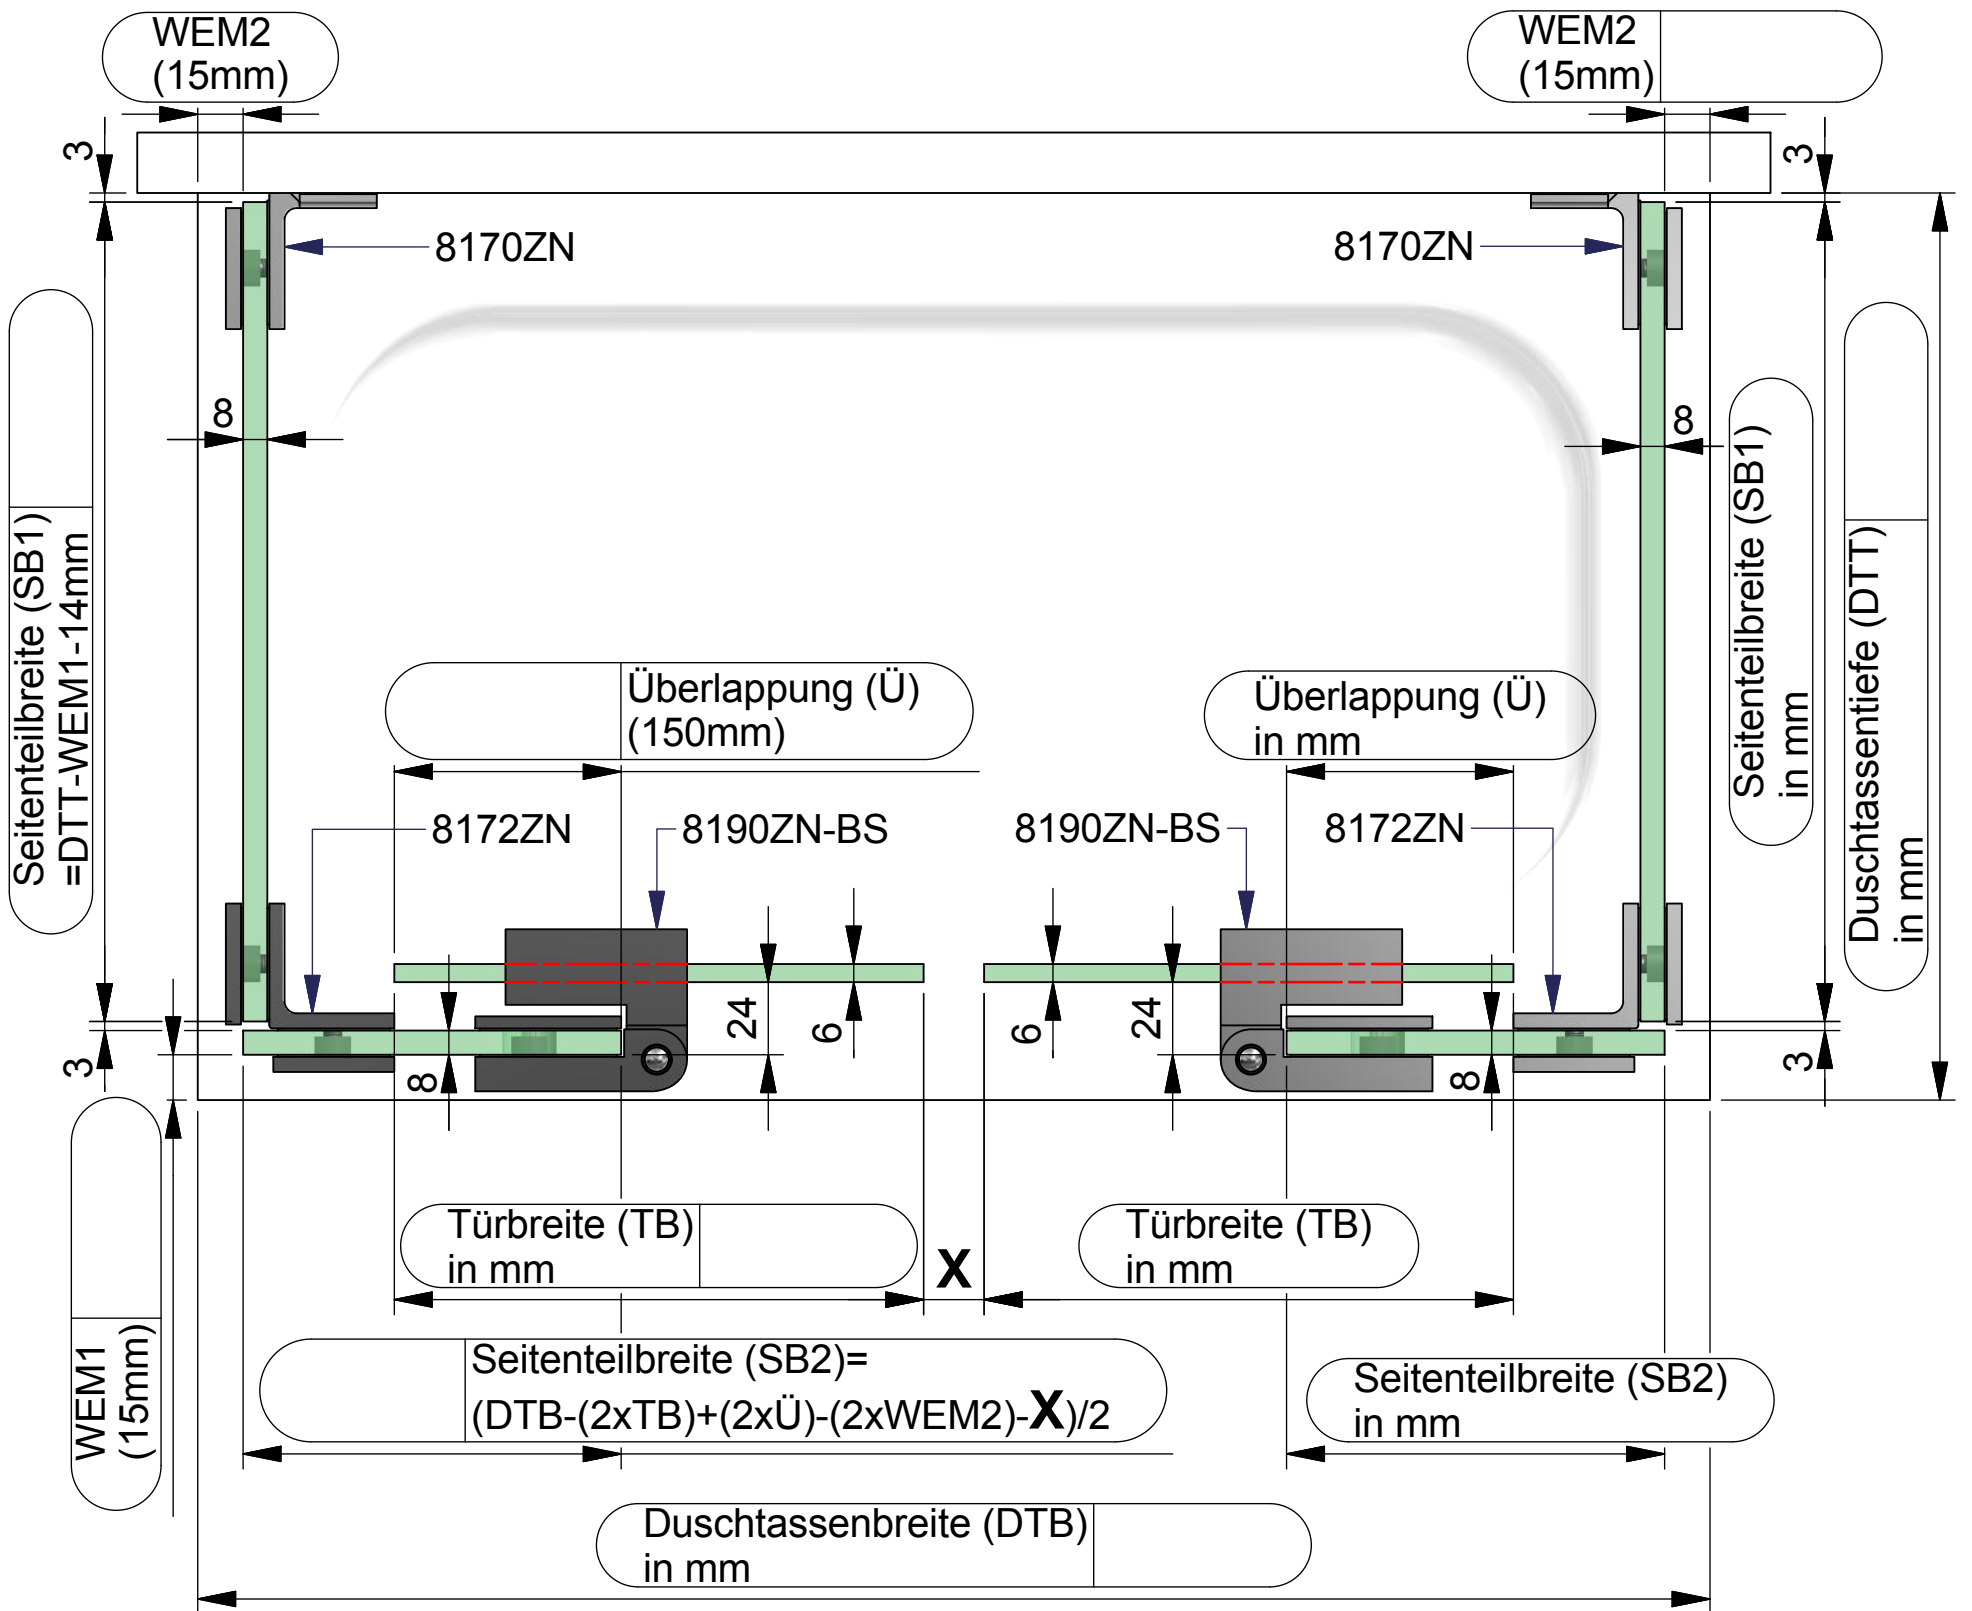 WEM2
(15mm)
WEM2
(15mm)
3
3
8170ZN
8170ZN
8
8
Seitenteilbreite (SB1)
=DTT-WEM1-14mm
Seitenteilbreite (SB1)
in mm
Duschtassentiefe (DTT)
in mm
Überlappung (Ü)
(150mm)
Überlappung (Ü)
in mm
8172ZN
8190ZN-BS
8190ZN-BS
8172ZN
24
6
6
24
3
8
8
3
WEM1
(15mm)
Türbreite (TB)
in mm
X
Türbreite (TB)
in mm
Seitenteilbreite (SB2)=
(DTB-(2xTB)+(2xÜ)-(2xWEM2)-X)/2
Seitenteilbreite (SB2)
in mm
Duschtassenbreite (DTB)
in mm